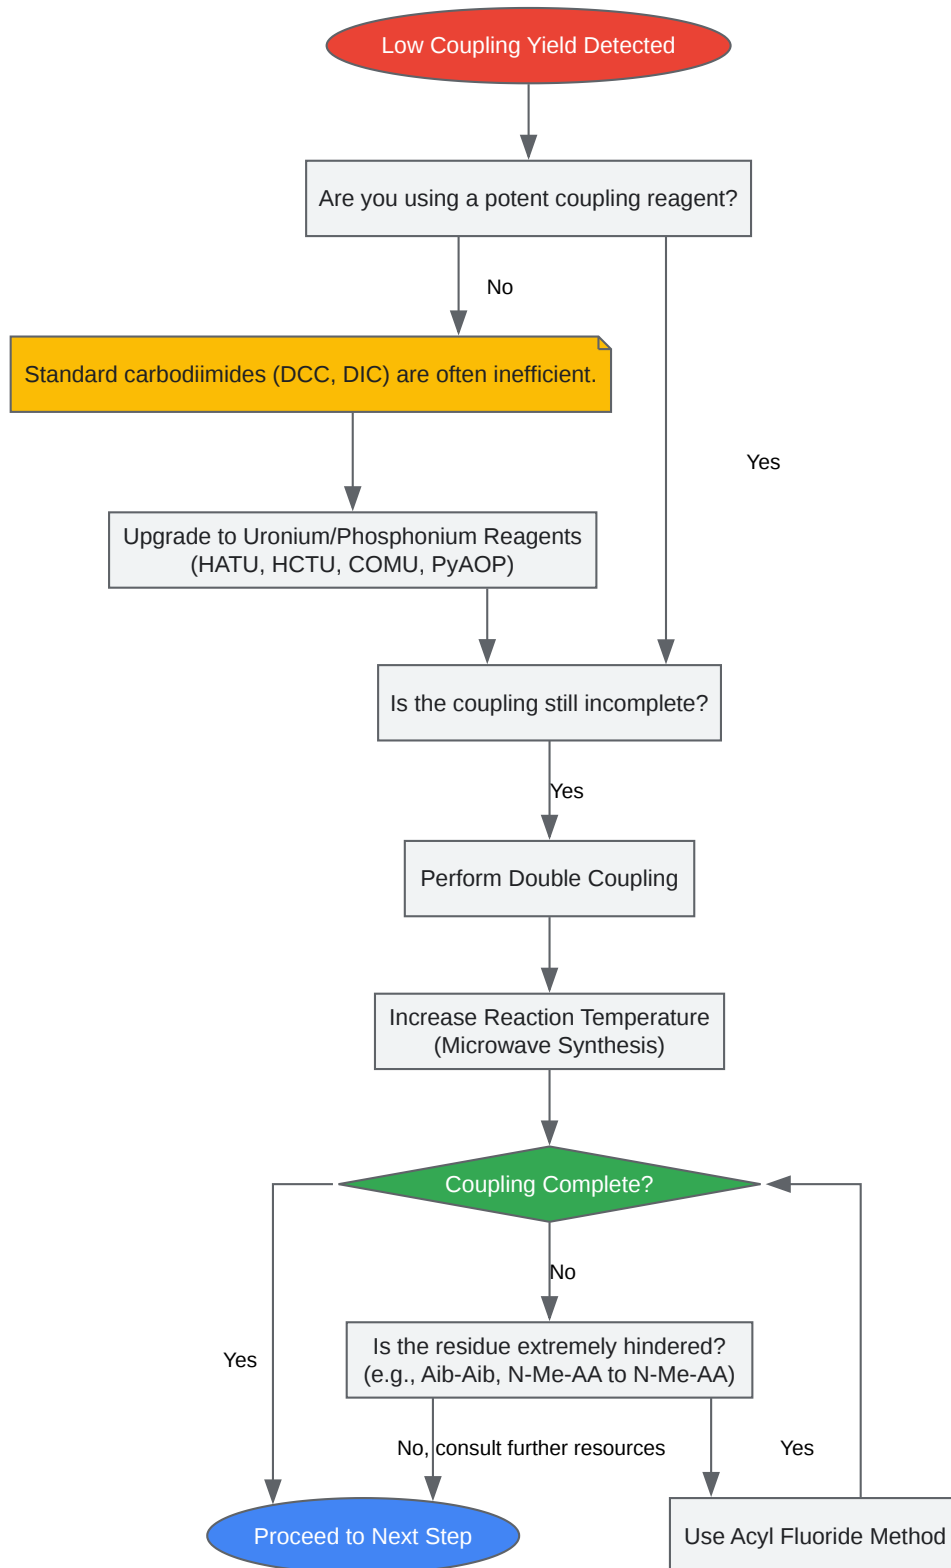 Low Coupling Yield Detected
Are you using a potent coupling reagent?
No
Standard carbodiimides (DCC, DIC) are often inefficient.
Yes
Upgrade to Uronium/Phosphonium Reagents
(HATU, HCTU, COMU, PyAOP)
Is the coupling still incomplete?
Yes
Perform Double Coupling
Increase Reaction Temperature
(Microwave Synthesis)
Coupling Complete?
No
Is the residue extremely hindered?
(e.g., Aib-Aib, N-Me-AA to N-Me-AA)
Yes
No, consult further resources
Yes
Proceed to Next Step
Use Acyl Fluoride Method